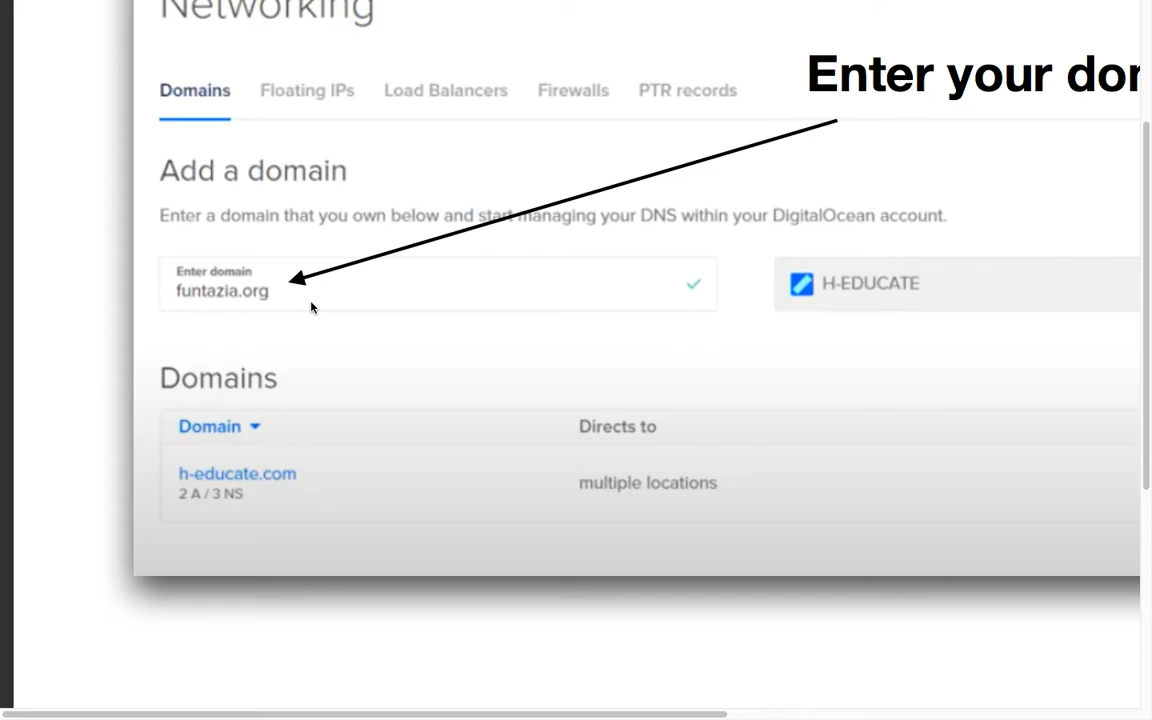 Networking
Enter your dor
Domains Floating IPs Load Balancers Firewalls PTR records
Add a domain
Enter a domain that you own below and start managing your DNS within your DigitalOcean account.
Enter domain
funtazia.org
H-EDUCATE
Domains
Domain Directs to
h-educate.com
2 A / 3 NS
multiple locations